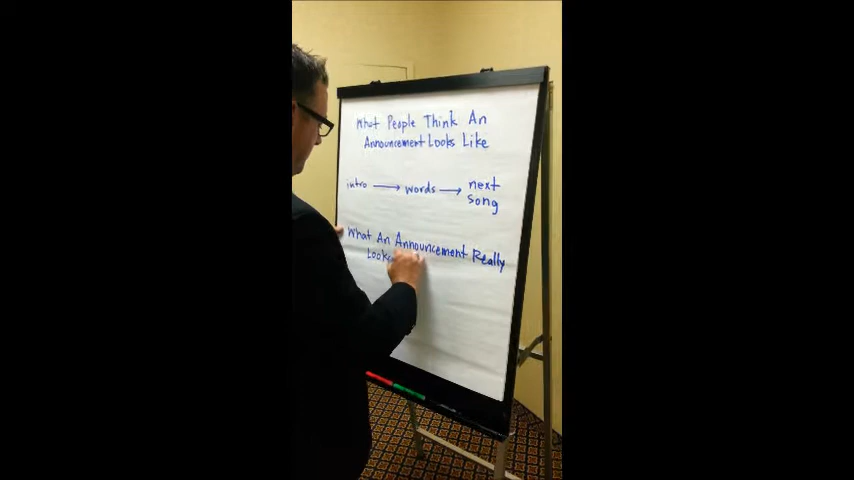 What People Think An
Announcement Looks Like
intro → words → next
song
What An Announcement Really
Looks